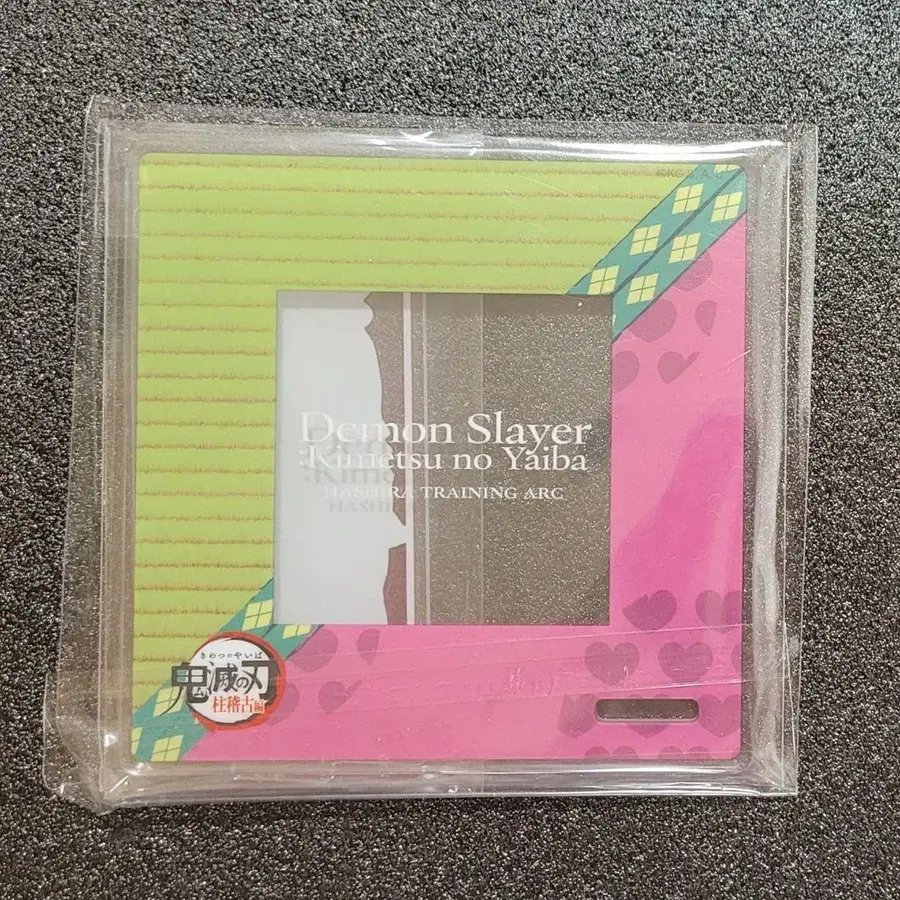 Demon Slayer
:Kimetsu no Yaiba
HASHIRA TRAINING ARC
きめつのやいば
鬼滅の刃
柱稽古編